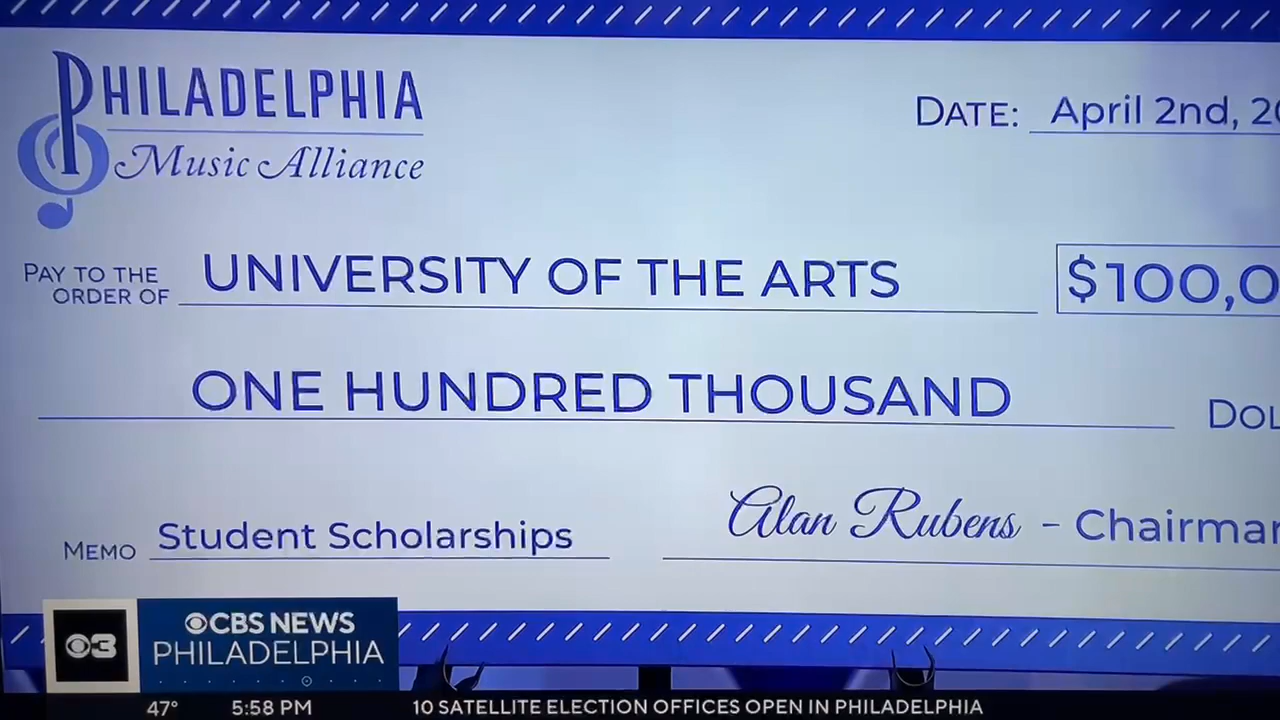 PHILADELPHIA
Music Alliance
DATE: April 2nd, 20
PAY TO THE
ORDER OF
UNIVERSITY OF THE ARTS
$100,0
ONE HUNDRED THOUSAND
DOL
MEMO Student Scholarships
Alan Rubens - Chairman
3
CBS NEWS
PHILADELPHIA
47° 5:58 PM 10 SATELLITE ELECTION OFFICES OPEN IN PHILADELPHIA